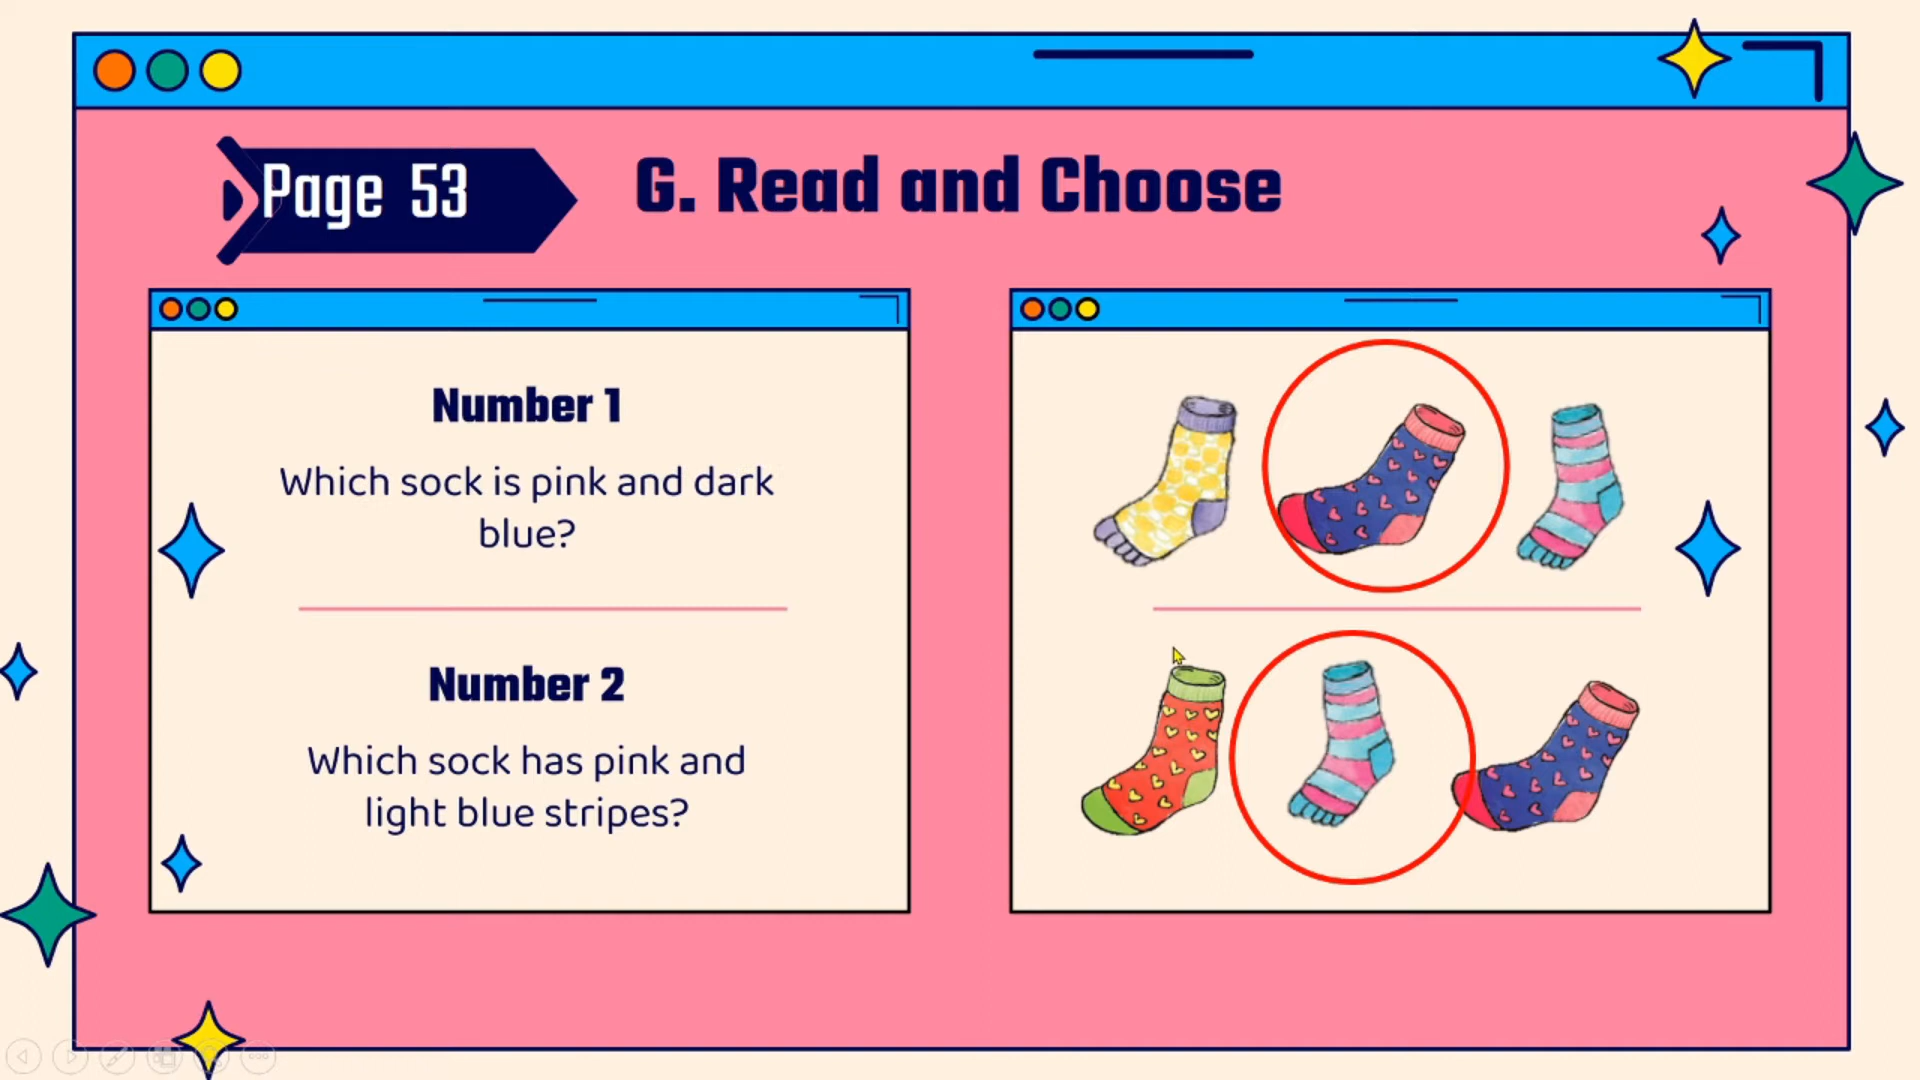 Page 53
G. Read and Choose
Number 1
Which sock is pink and dark
blue?
Number 2
Which sock has pink and
light blue stripes?